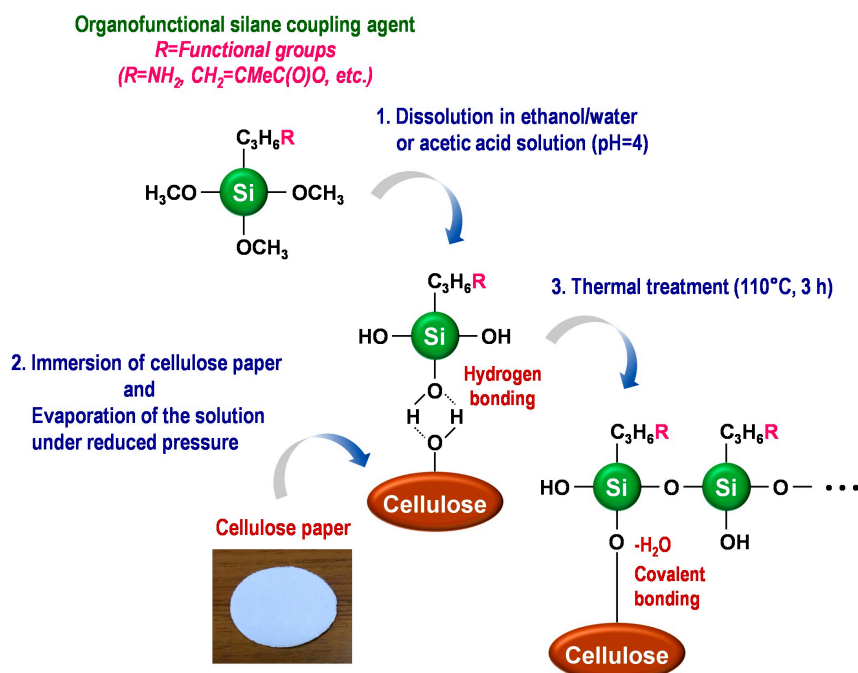 Organofunctional silane coupling agent
R=Functional groups
(R=NH₂, CH₂=CMeC(O)O, etc.)
1. Dissolution in ethanol/water
or acetic acid solution (pH=4)
C₃H₆R
H₃CO Si OCH₃
OCH₃
C₃H₆R
HO Si OH
O
H H
O
Cellulose
Hydrogen
bonding
2. Immersion of cellulose paper
and
Evaporation of the solution
under reduced pressure
Cellulose paper
3. Thermal treatment (110°C, 3 h)
C₃H₆R C₃H₆R
HO Si O Si O ···
O -H₂O OH
Covalent
bonding
Cellulose